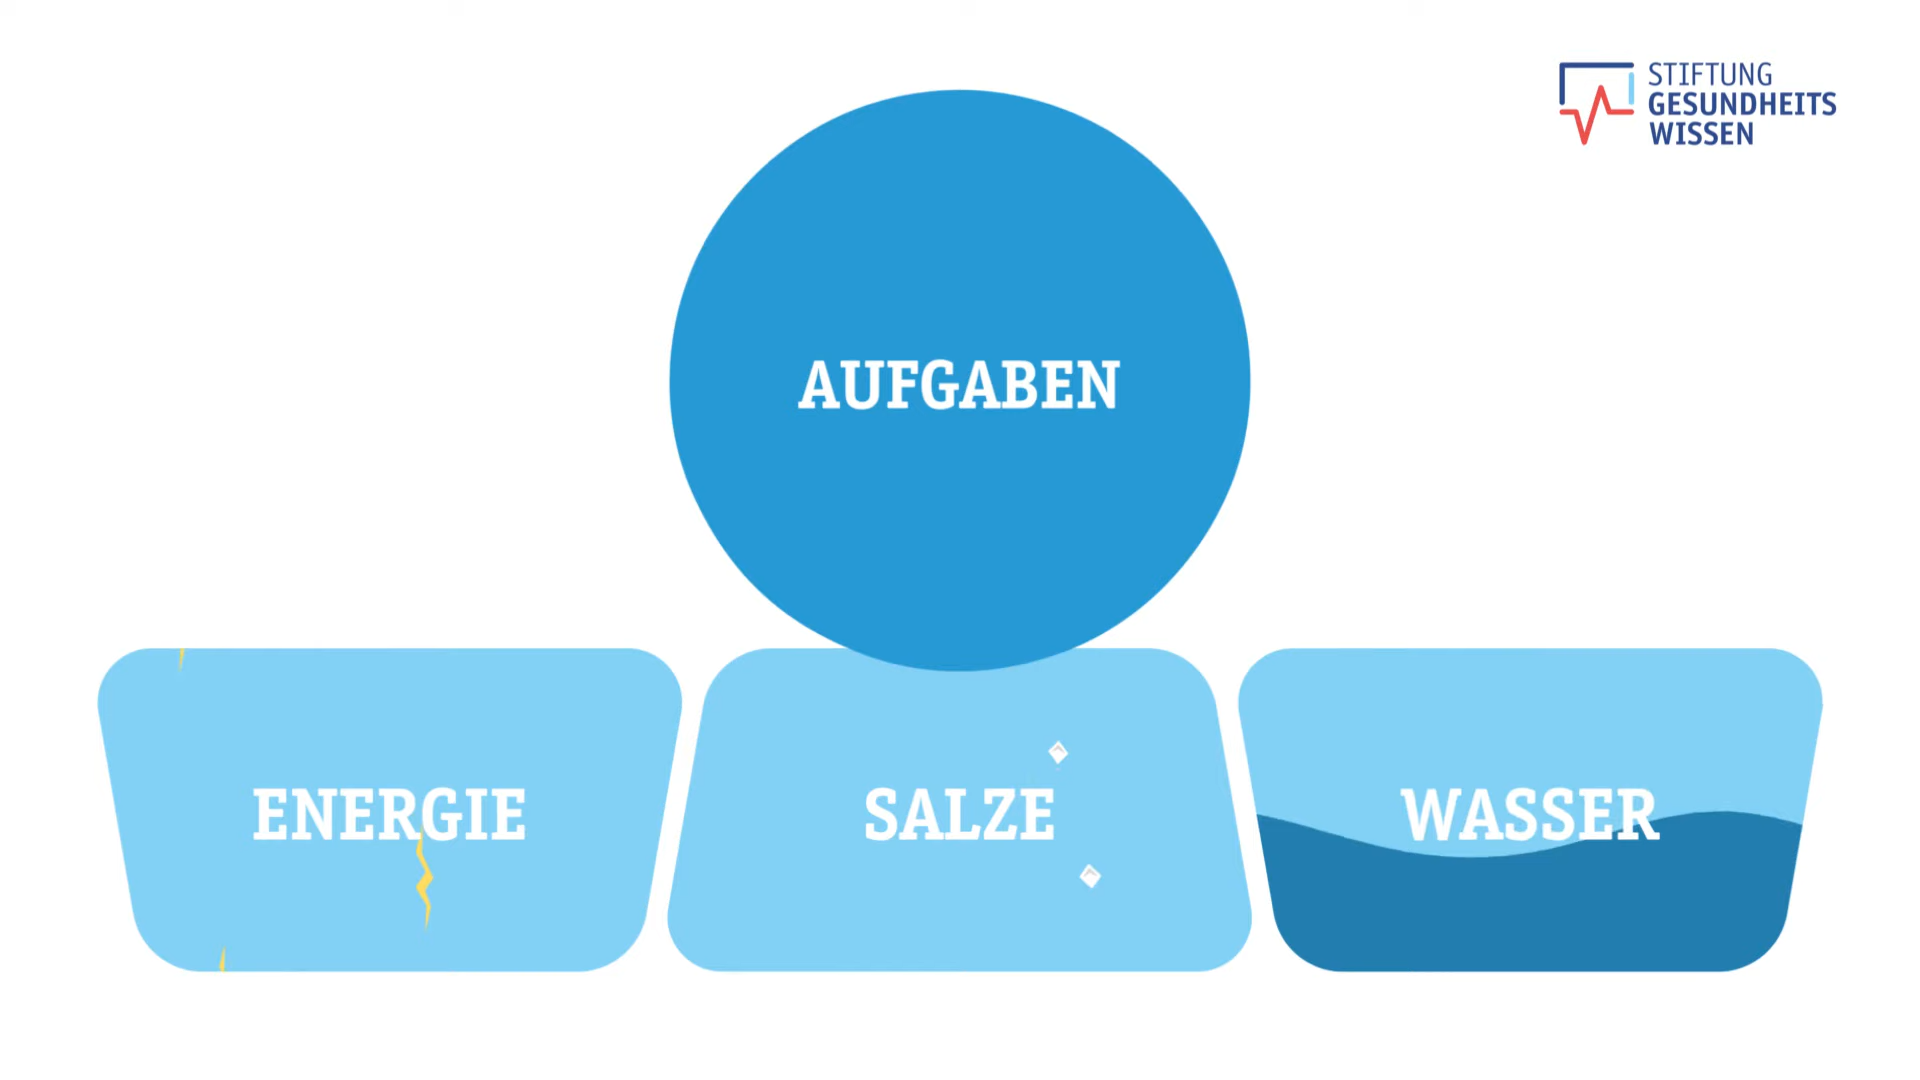 STIFTUNG
GESUNDHEITS
WISSEN
AUFGABEN
ENERGIE
SALZE
WASSER